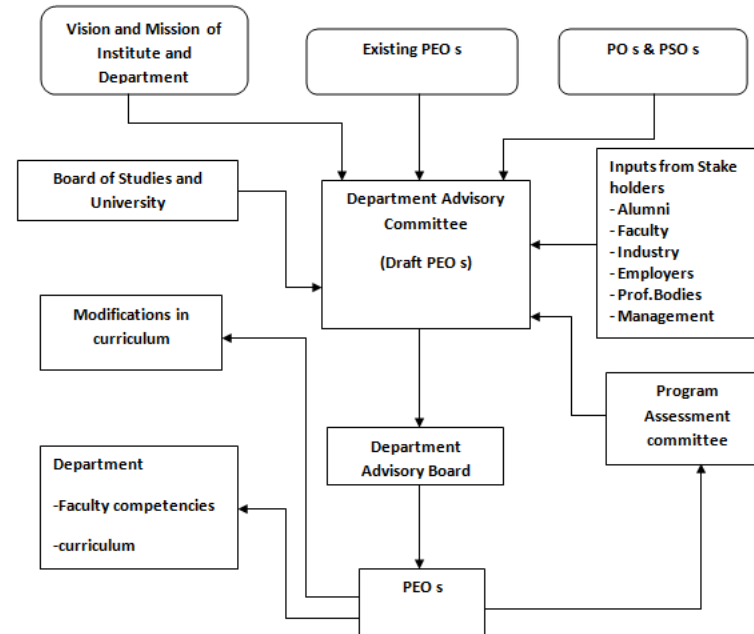 Vision and Mission of
Institute and
Department
Existing PEO s
PO s & PSO s
Board of Studies and
University
Department Advisory
Committee
(Draft PEO s)
Inputs from Stake
holders
- Alumni
- Faculty
- Industry
- Employers
- Prof.Bodies
- Management
Modifications in
curriculum
Program
Assessment
committee
Department
Advisory Board
Department
-Faculty competencies
-curriculum
PEO s